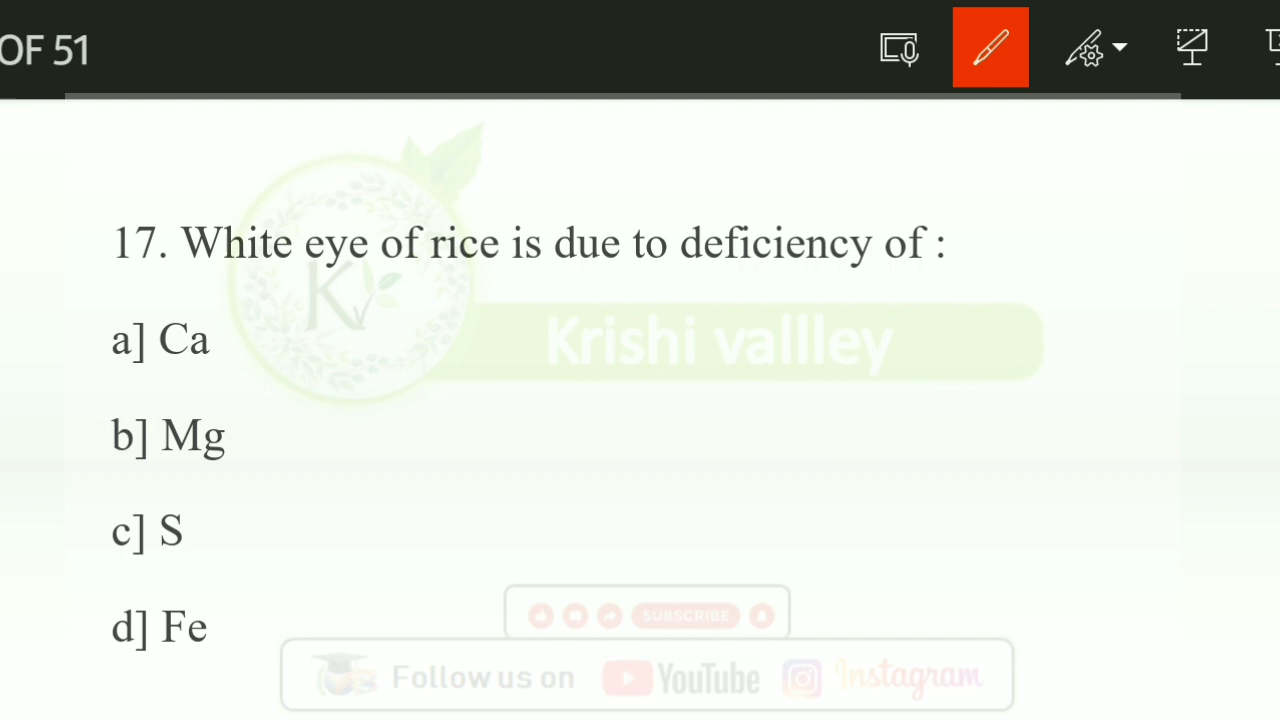 OF 51
17. White eye of rice is due to deficiency of :
Krishi vallley
a] Ca
b] Mg
c] S
d] Fe
SUBSCRIBE
Follow us on YouTube Instagram